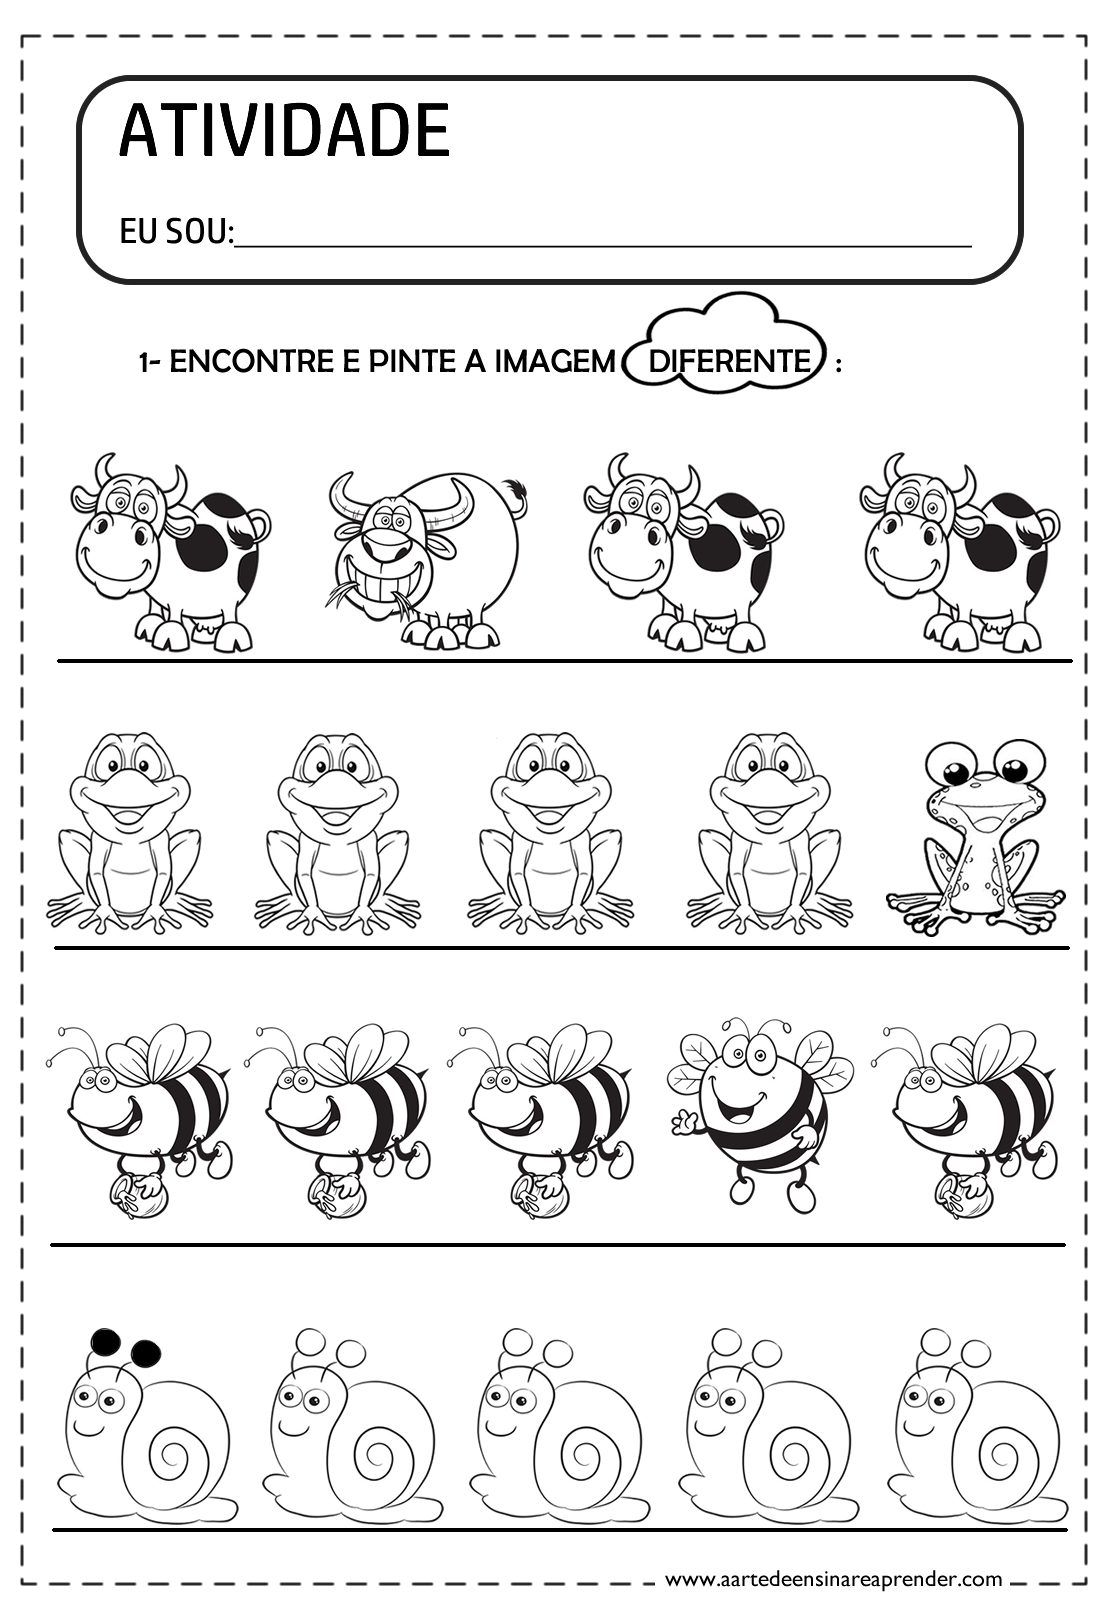 ATIVIDADE
EU SOU:
1- ENCONTRE E PINTE A IMAGEM DIFERENTE :
www.aartedeensinareaprender.com